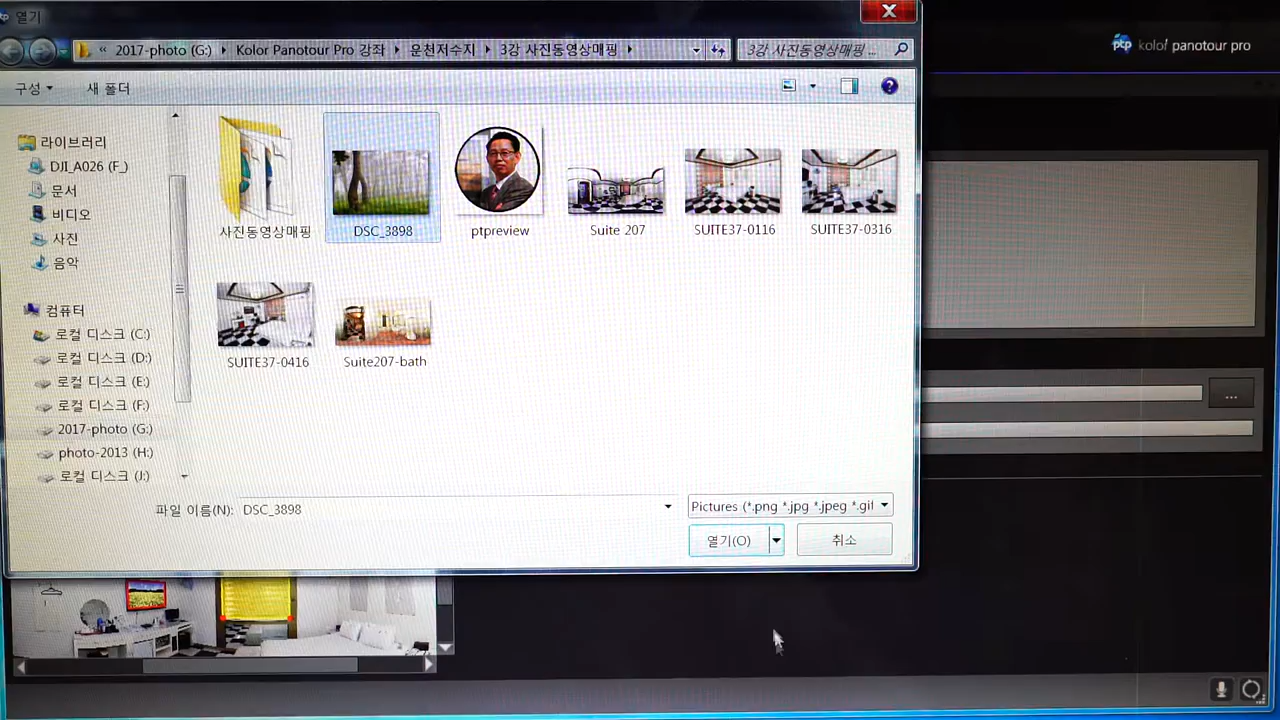 열기
« 2017-photo (G:) Kolor Panotour Pro 강좌 운천저수지 3강 사진동영상매핑
3강 사진동영상매핑 ...
ptp kolor panotour pro
구성 새 폴더
라이브러리
DJI_A026 (F_)
문서
비디오
사진
음악
컴퓨터
로컬 디스크 (C:)
로컬 디스크 (D:)
로컬 디스크 (E:)
로컬 디스크 (F:)
2017-photo (G:)
photo-2013 (H:)
로컬 디스크 (J:)
사진동영상매핑
DSC_3898
ptpreview
Suite 207
SUITE37-0116
SUITE37-0316
SUITE37-0416
Suite207-bath
...
파일 이름(N): DSC_3898
Pictures (*.png *.jpg *.jpeg *.gif
열기(O)
취소